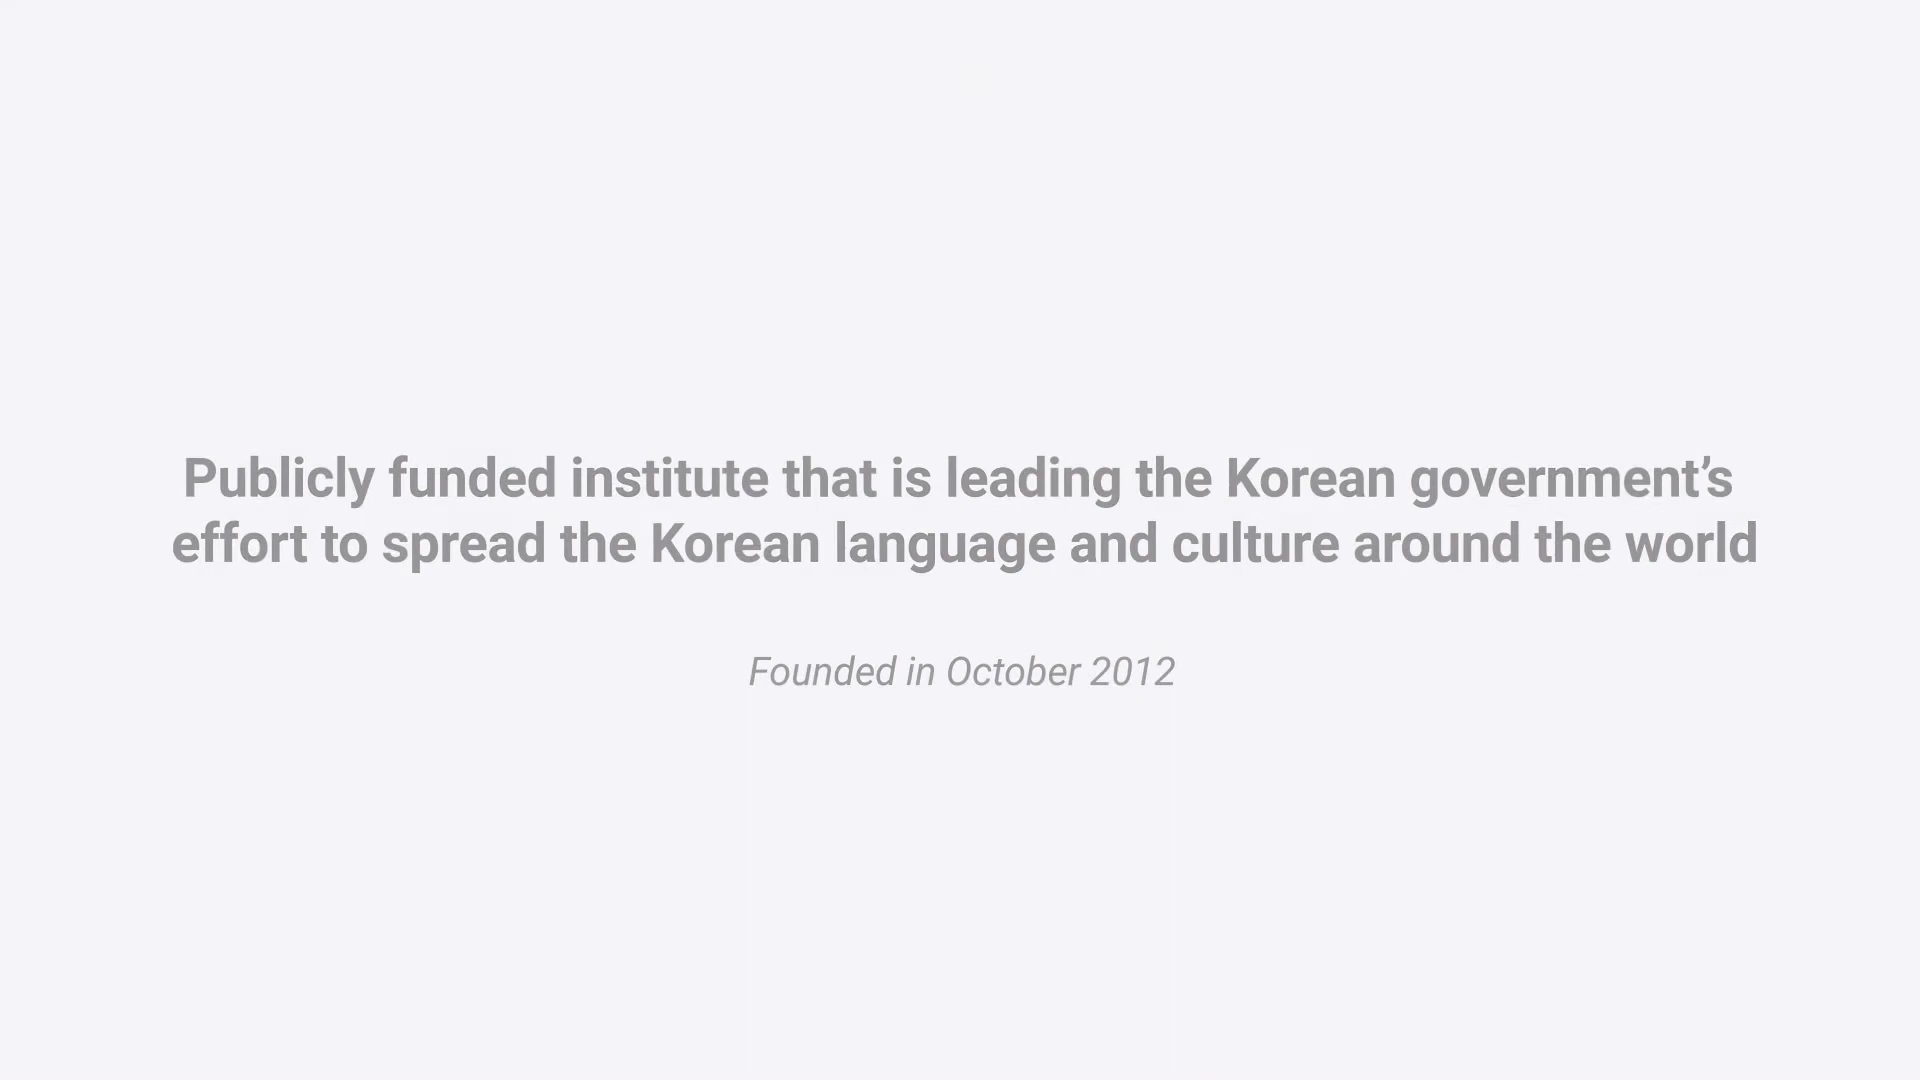 Publicly funded institute that is leading the Korean government’s
effort to spread the Korean language and culture around the world
Founded in October 2012